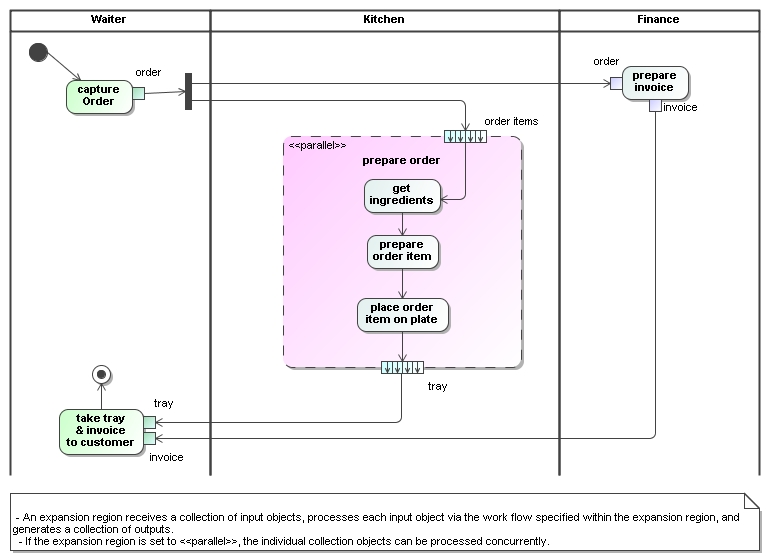 Waiter
Kitchen
Finance
order
capture
Order
order
prepare
invoice
invoice
order items
<<parallel>>
prepare order
get
ingredients
prepare
order item
place order
item on plate
tray
tray
take tray
& invoice
to customer
invoice
- An expansion region receives a collection of input objects, processes each input object via the work flow specified within the expansion region, and
generates a collection of outputs.
- If the expansion region is set to <<parallel>>, the individual collection objects can be processed concurrently.